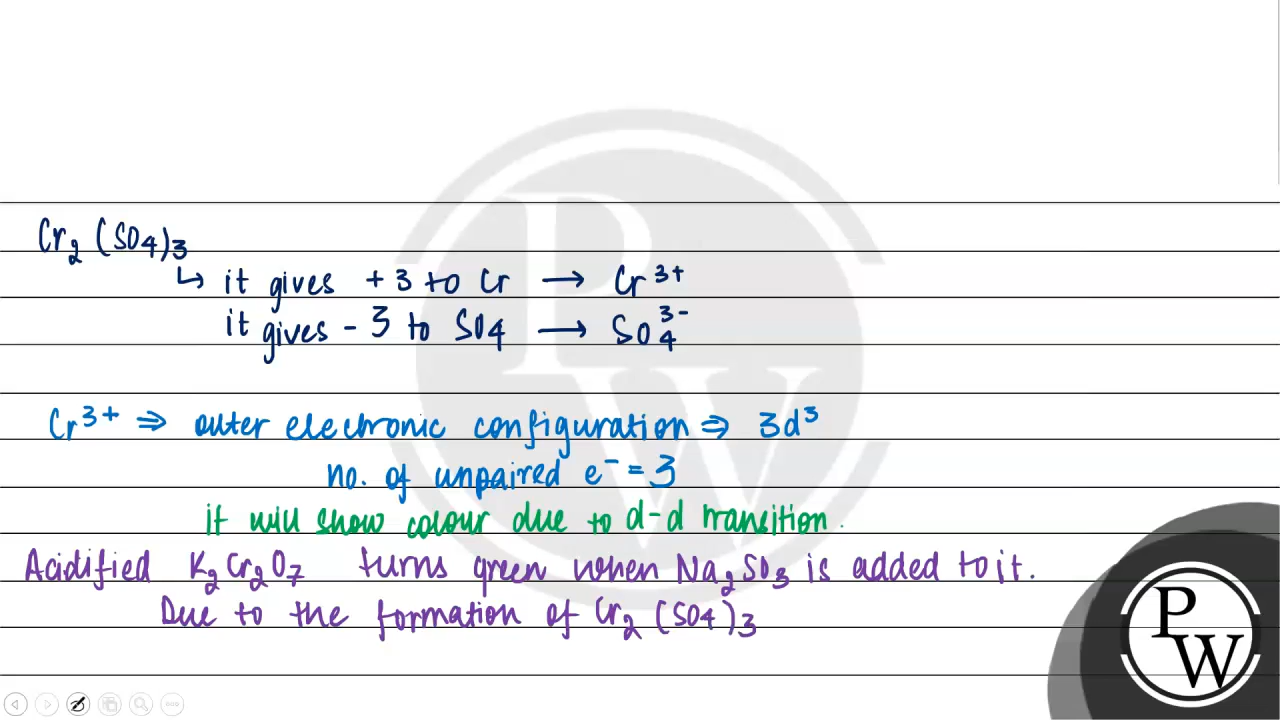 Cr₂(SO₄)₃
↳ it gives +3 to Cr → Cr³⁺
it gives -3 to SO₄ → SO₄³⁻
Cr³⁺ ⇒ outer electronic configuration ⇒ 3d³
no. of unpaired e⁻ = 3
it will show colour due to d-d transition.
Acidified K₂Cr₂O₇ turns green when Na₂SO₃ is added to it.
Due to the formation of Cr₂(SO₄)₃
P
W
P
W